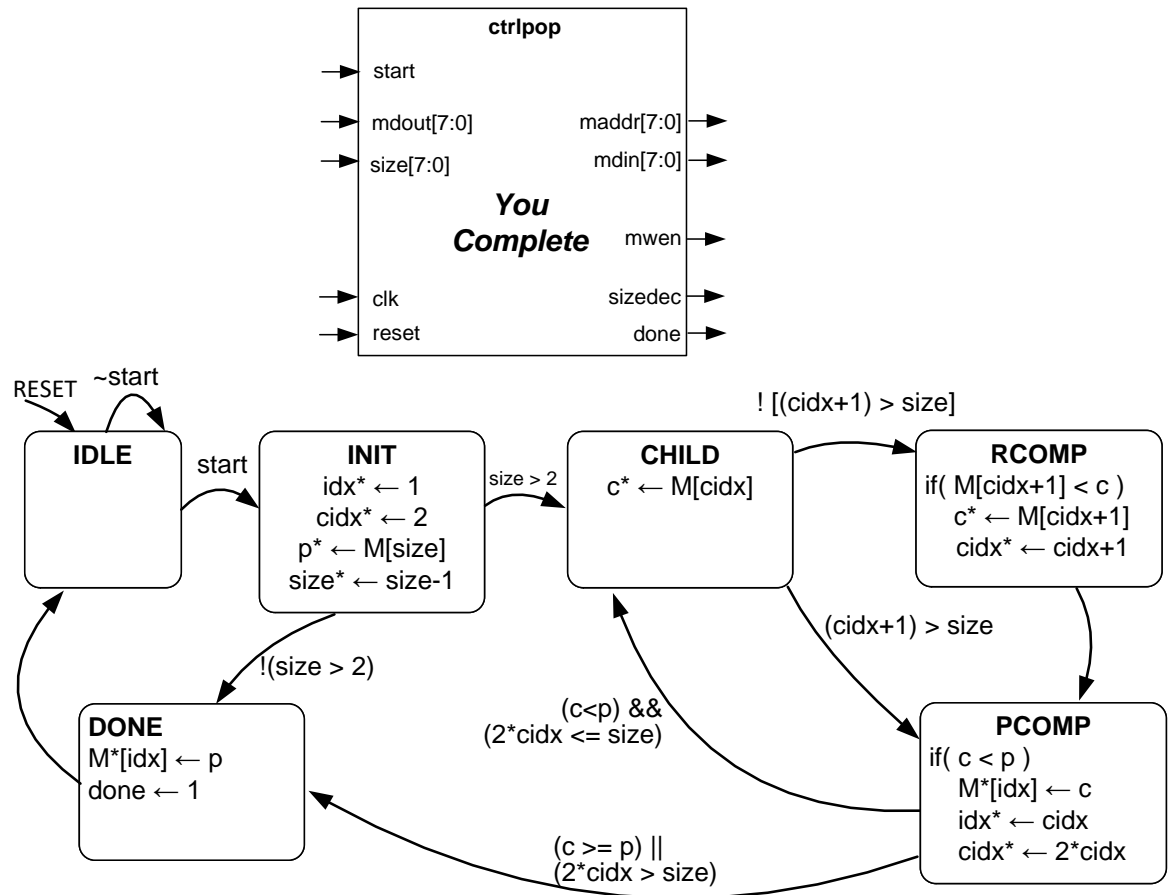 ctrlpop
start
mdout[7:0]
maddr[7:0]
size[7:0]
mdin[7:0]
You
Complete
mwen
clk
sizedec
reset
done
RESET
~start
! [(cidx+1) > size]
IDLE
start
INIT
idx* ← 1
cidx* ← 2
p* ← M[size]
size* ← size-1
size > 2
CHILD
c* ← M[cidx]
RCOMP
if( M[cidx+1] < c )
c* ← M[cidx+1]
cidx* ← cidx+1
(cidx+1) > size
!(size > 2)
(c<p) &&
(2*cidx <= size)
DONE
M*[idx] ← p
done ← 1
PCOMP
if( c < p )
M*[idx] ← c
idx* ← cidx
cidx* ← 2*cidx
(c >= p) ||
(2*cidx > size)